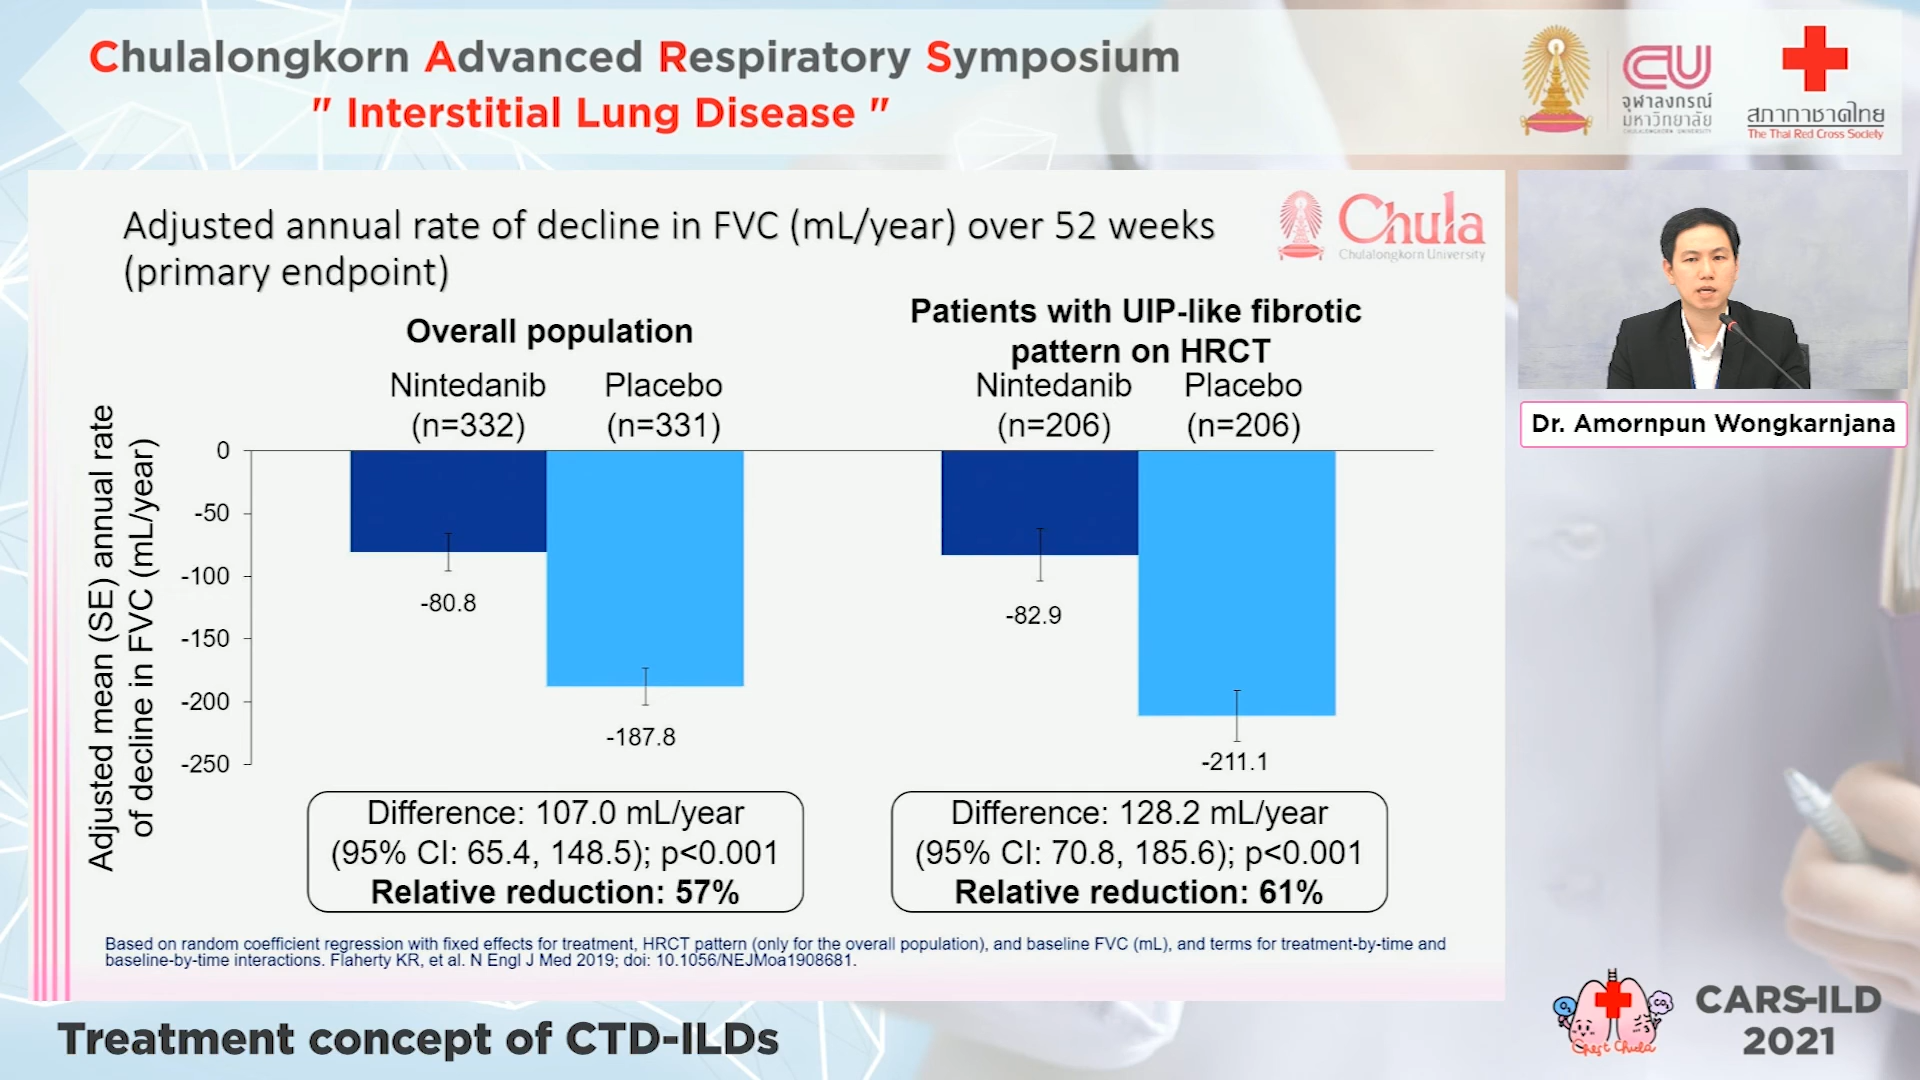 Chulalongkorn Advanced Respiratory Symposium
" Interstitial Lung Disease "
จุฬาลงกรณ์
มหาวิทยาลัย
CHULALONGKORN UNIVERSITY
สภากาชาดไทย
The Thai Red Cross Society
Adjusted annual rate of decline in FVC (mL/year) over 52 weeks
(primary endpoint)
Chula
Chulalongkorn University
Dr. Amornpun Wongkarnjana
Overall population
Nintedanib
(n=332)
Placebo
(n=331)
Patients with UIP-like fibrotic
pattern on HRCT
Nintedanib
(n=206)
Placebo
(n=206)
Adjusted mean (SE) annual rate
of decline in FVC (mL/year)
0
-50
-100
-150
-200
-250
-80.8
-187.8
-82.9
-211.1
Difference: 107.0 mL/year
(95% CI: 65.4, 148.5); p<0.001
Relative reduction: 57%
Difference: 128.2 mL/year
(95% CI: 70.8, 185.6); p<0.001
Relative reduction: 61%
Based on random coefficient regression with fixed effects for treatment, HRCT pattern (only for the overall population), and baseline FVC (mL), and terms for treatment-by-time and
baseline-by-time interactions. Flaherty KR, et al. N Engl J Med 2019; doi: 10.1056/NEJMoa1908681.
Treatment concept of CTD-ILDs
O2
CO2
Chest Chula
CARS-ILD
2021